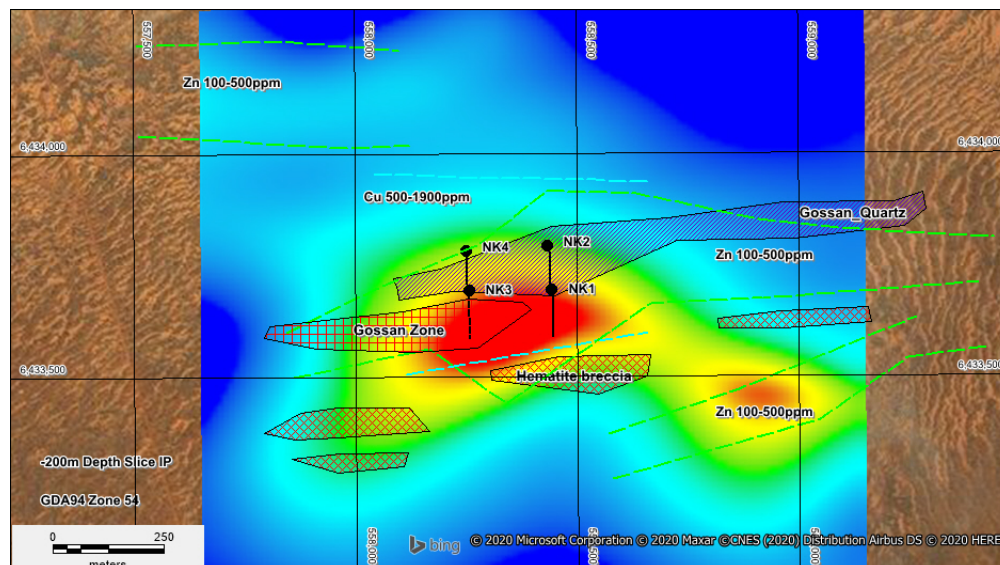 557,500
558,000
558,500
559,000
Zn 100-500ppm
6,434,000
6,434,000
Cu 500-1900ppm
Gossan_Quartz
NK4
NK2
Zn 100-500ppm
NK3
NK1
Gossan Zone
6,433,500
6,433,500
Hematite breccia
Zn 100-500ppm
-200m Depth Slice IP
GDA94 Zone 54
0 250
meters
558,000
bing
© 2020 Microsoft Corporation © 2020 Maxar ©CNES (2020) Distribution Airbus DS © 2020 HERE